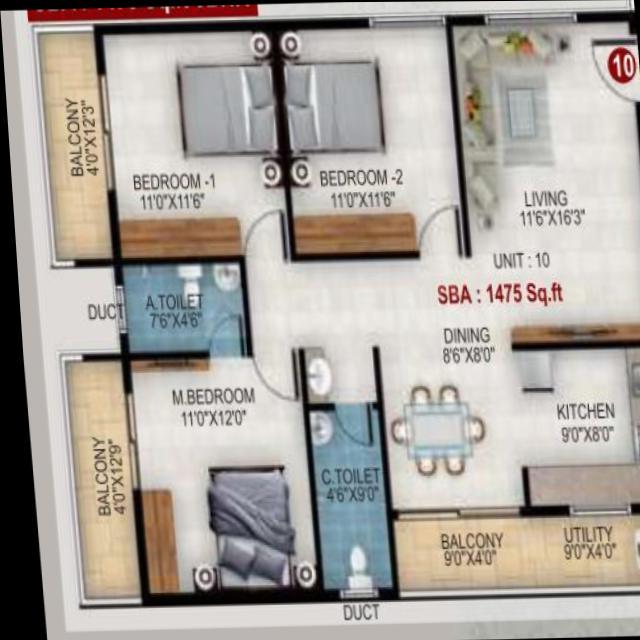 10
BALCONY
4'0"X12'3"
BEDROOM -1
11'0"X11'6"
BEDROOM -2
11'0"X11'6"
LIVING
11'6"X16'3"
UNIT : 10
SBA : 1475 Sq.ft
DUCT
A.TOILET
7'6"X4'6"
DINING
8'6"X8'0"
M.BEDROOM
11'0"X12'0"
KITCHEN
9'0"X8'0"
BALCONY
4'0"X12'9"
C.TOILET
4'6"X9'0"
BALCONY
9'0"X4'0"
UTILITY
9'0"X4'0"
DUCT